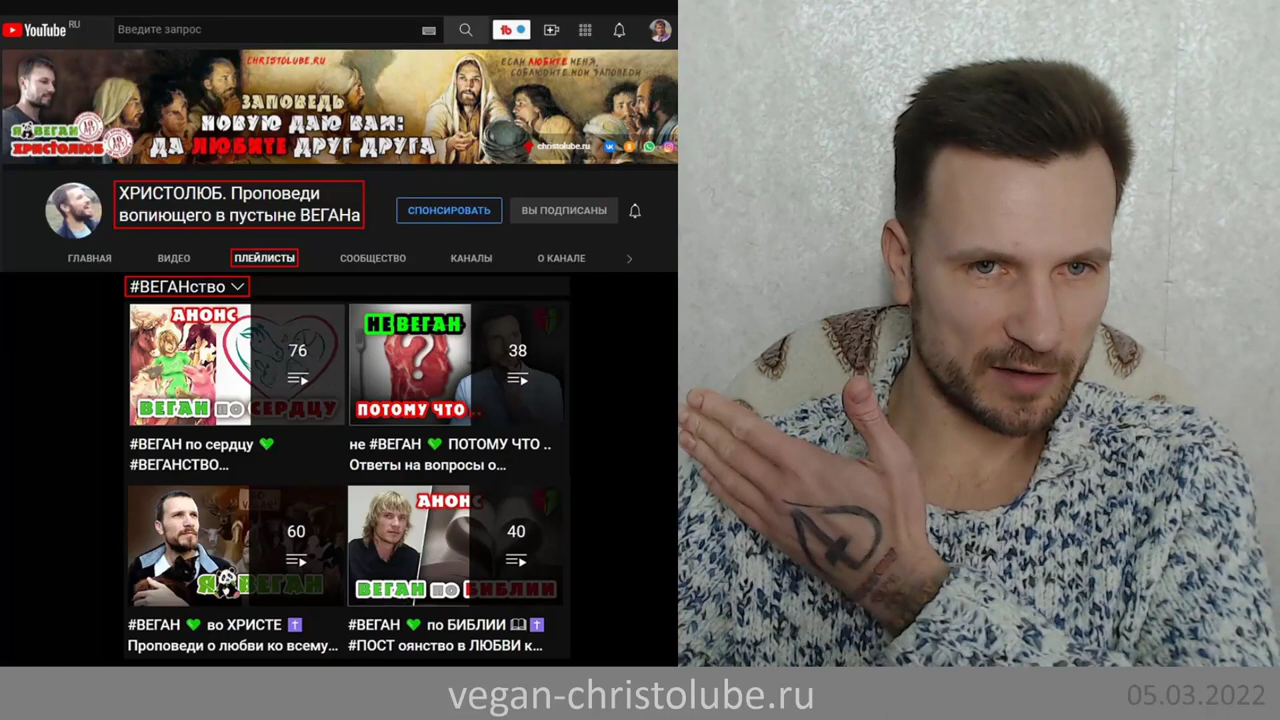 YouTube RU
Введите запрос
CHRISTOLUBE.RU
ЕСЛИ ЛЮБИТЕ МЕНЯ,
СОБЛЮДИТЕ МОИ ЗАПОВЕДИ
ЗАПОВЕДЬ
НОВУЮ ДАЮ ВАМ:
ДА ЛЮБИТЕ ДРУГ ДРУГА
Я ВЕГАН
ХРИСТОЛЮБ
christolube.ru
ХРИСТОЛЮБ. Проповеди
вопиющего в пустыне ВЕГАНа
СПОНСИРОВАТЬ
ВЫ ПОДПИСАНЫ
ГЛАВНАЯ ВИДЕО ПЛЕЙЛИСТЫ СООБЩЕСТВО КАНАЛЫ О КАНАЛЕ
#ВЕГАНство
АНОНС
76
ВЕГАН ПО СЕРДЦУ
НЕ ВЕГАН
38
ПОТОМУ ЧТО..
#ВЕГАН по сердцу 💚
#ВЕГАНСТВО...
не #ВЕГАН 💚 ПОТОМУ ЧТО ..
Ответы на вопросы о...
60
Я ВЕГАН
АНОНС
40
ВЕГАН ПО БИБЛИИ
#ВЕГАН 💚 во ХРИСТЕ ✝️
Проповеди о любви ко всему...
#ВЕГАН 💚 по БИБЛИИ 📖✝️
#ПОСТ оянство в ЛЮБВИ к...
vegan-christolube.ru
05.03.2022